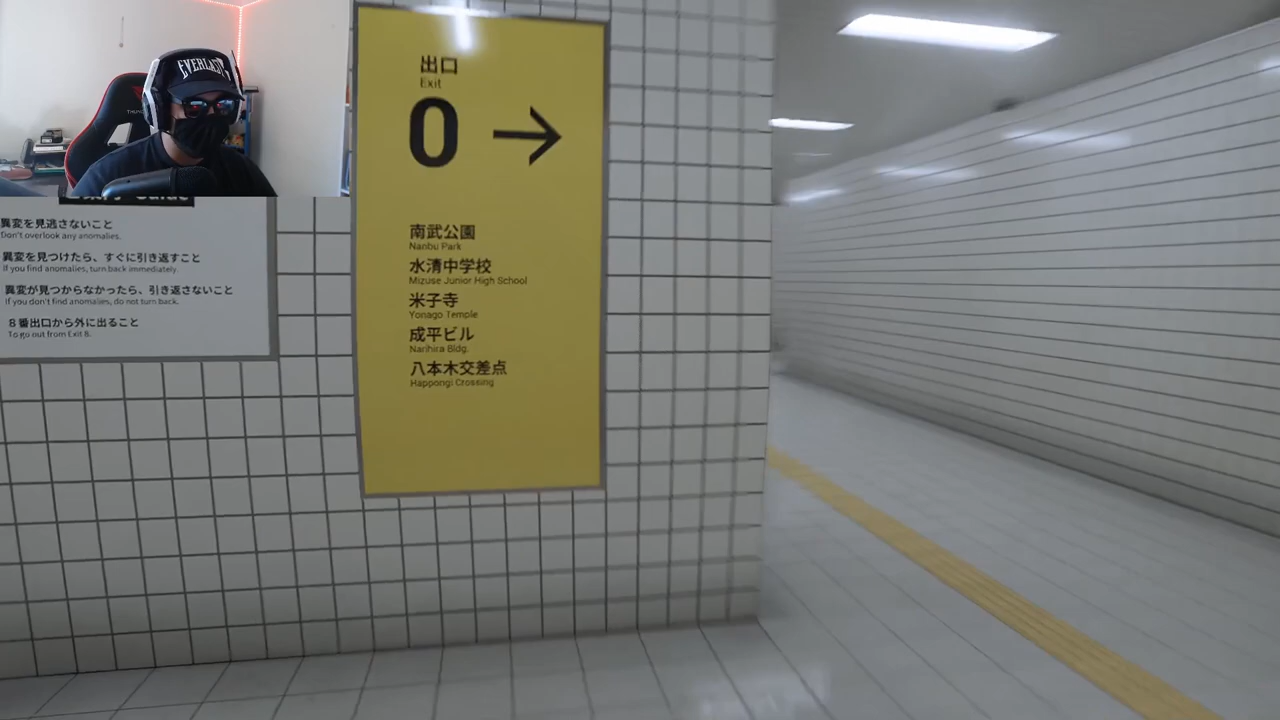 EVERLAST
出口
Exit
0 →
南武公園
Nanbu Park
水清中学校
Mizuse Junior High School
米子寺
Yonago Temple
成平ビル
Narihira Bldg.
八本木交差点
Happongi Crossing
異変を見逃さないこと
Don't overlook any anomalies.
異変を見つけたら、すぐに引き返すこと
If you find anomalies, turn back immediately.
異変が見つからなかったら、引き返さないこと
If you don't find anomalies, do not turn back.
8番出口から外に出ること
To go out from Exit 8.